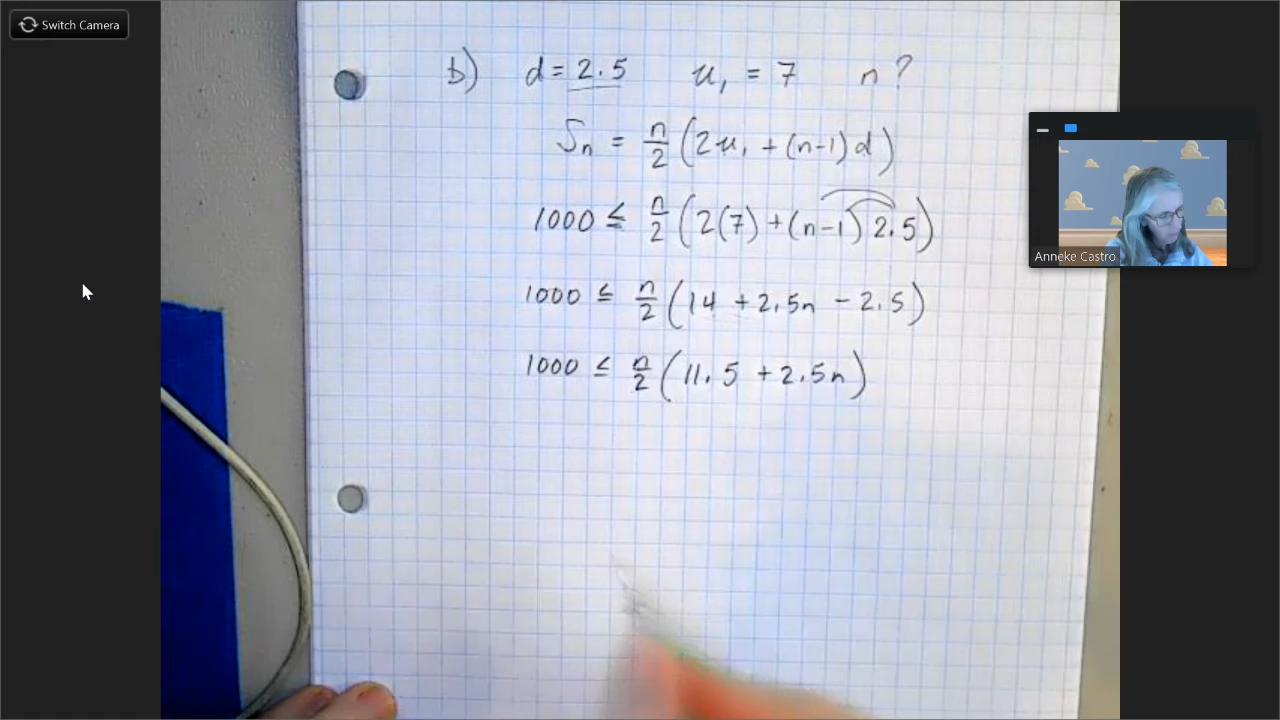 Switch Camera
b) d = 2.5 u₁ = 7 n?
Sₙ = n/2 (2u₁ + (n-1) d)
1000 ≤ n/2 (2(7) + (n-1) 2.5)
1000 ≤ n/2 (14 + 2.5n - 2.5)
1000 ≤ n/2 (11.5 + 2.5n)
Anneke Castro